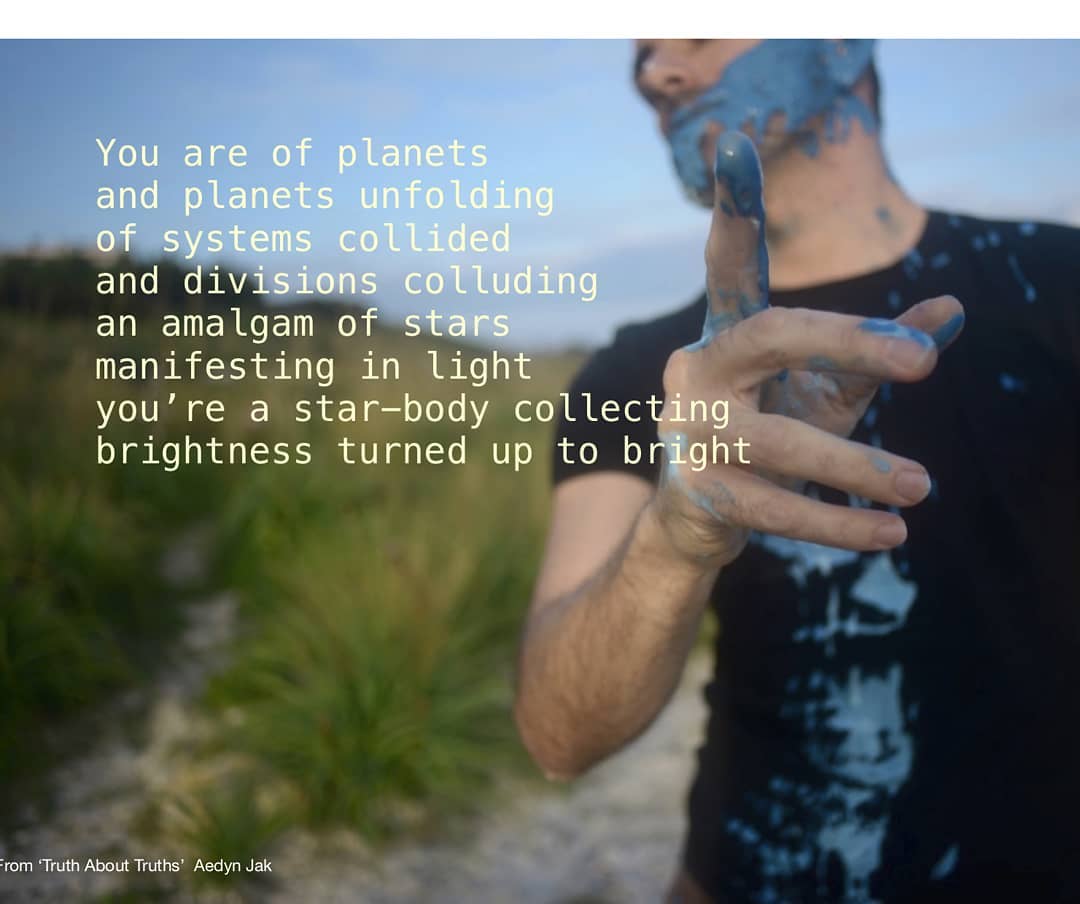 You are of planets
and planets unfolding
of systems collided
and divisions colluding
an amalgam of stars
manifesting in light
you’re a star–body collecting
brightness turned up to bright
From ‘Truth About Truths’ Aedyn Jak